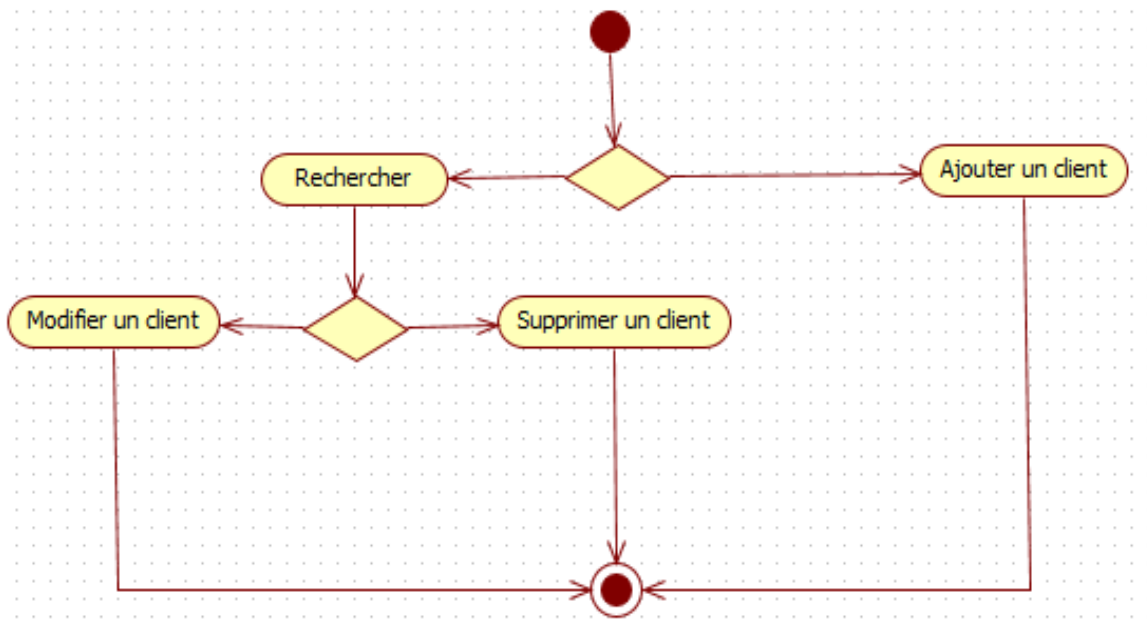 Rechercher
Ajouter un client
Modifier un client
Supprimer un client